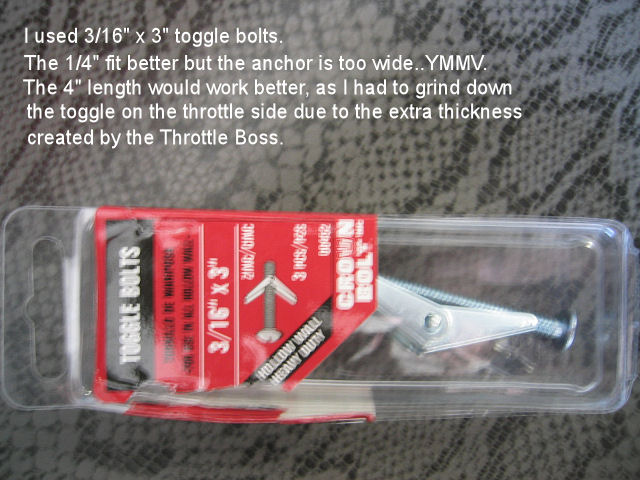 I used 3/16" x 3" toggle bolts.
The 1/4" fit better but the anchor is too wide..YMMV.
The 4" length would work better, as I had to grind down
the toggle on the throttle side due to the extra thickness
created by the Throttle Boss.
TOGGLE BOLTS
3/16" X 3"
ZINC/ZINC
3 PCS/PZS
HOLLOW WALL
HEAVY DUTY
CROWN
BOLT